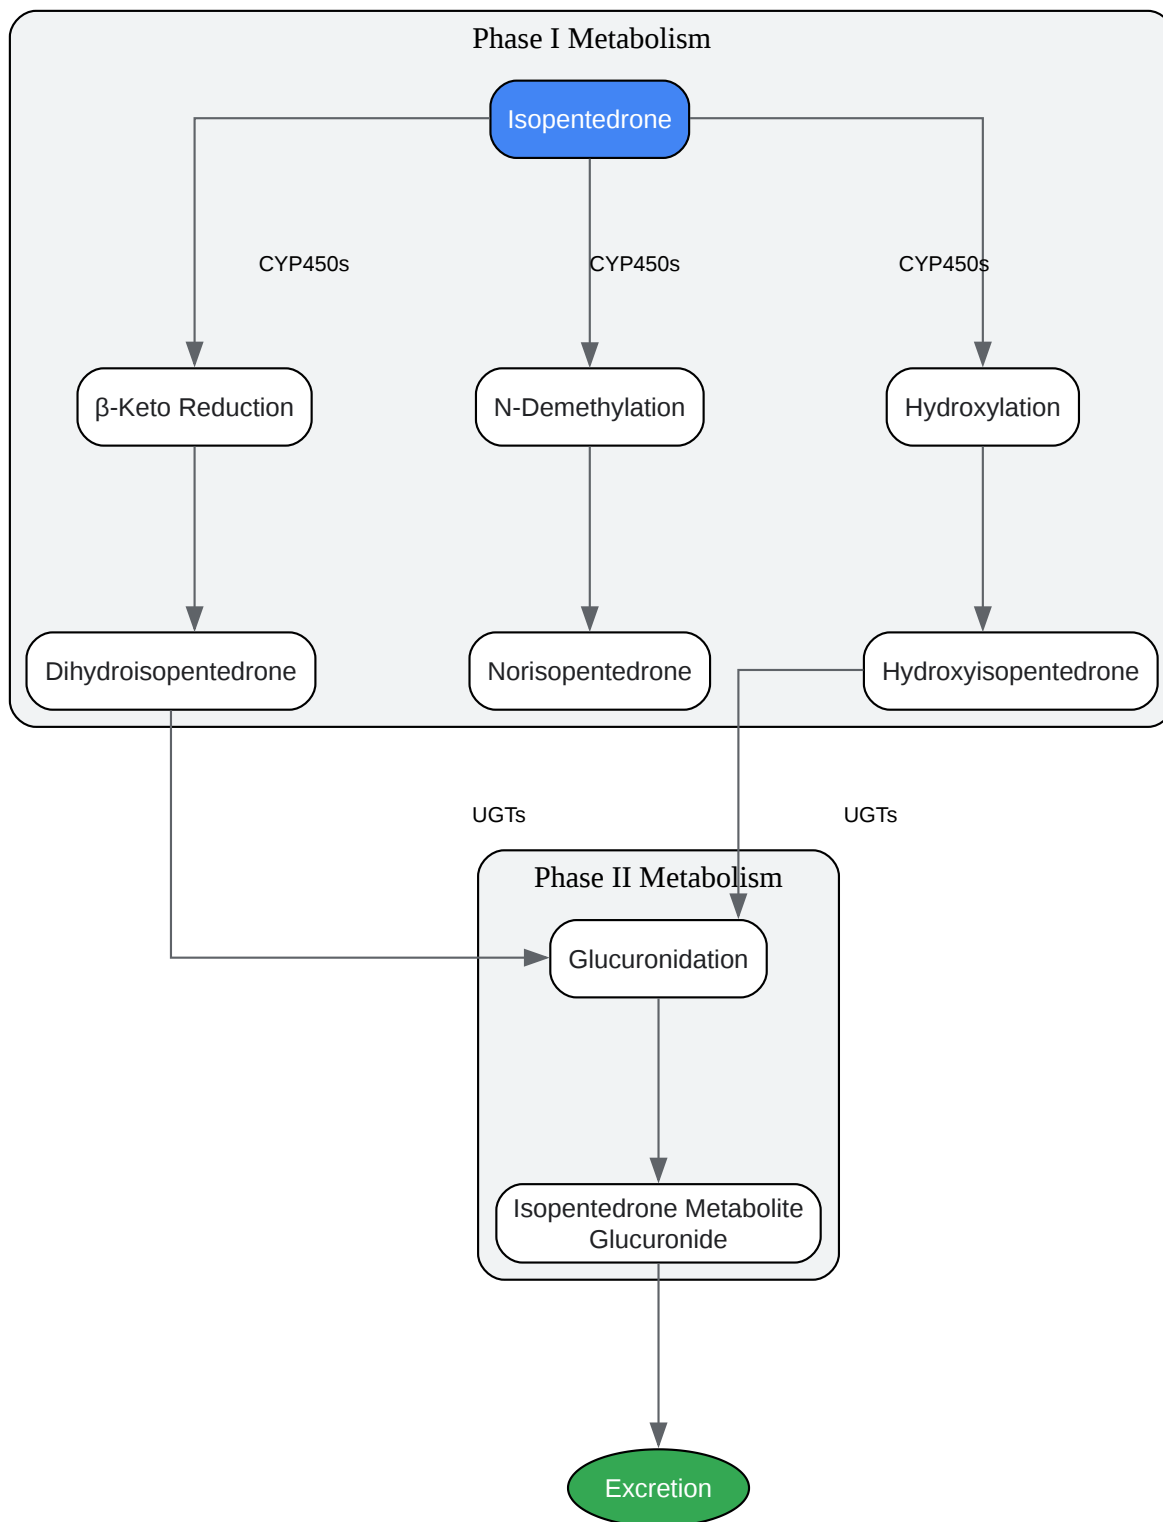 Phase I Metabolism
Isopentedrone
CYP450s
CYP450s
CYP450s
β-Keto Reduction
N-Demethylation
Hydroxylation
Dihydroisopentedrone
Norisopentedrone
Hydroxyisopentedrone
UGTs
UGTs
Phase II Metabolism
Glucuronidation
Isopentedrone Metabolite
Glucuronide
Excretion